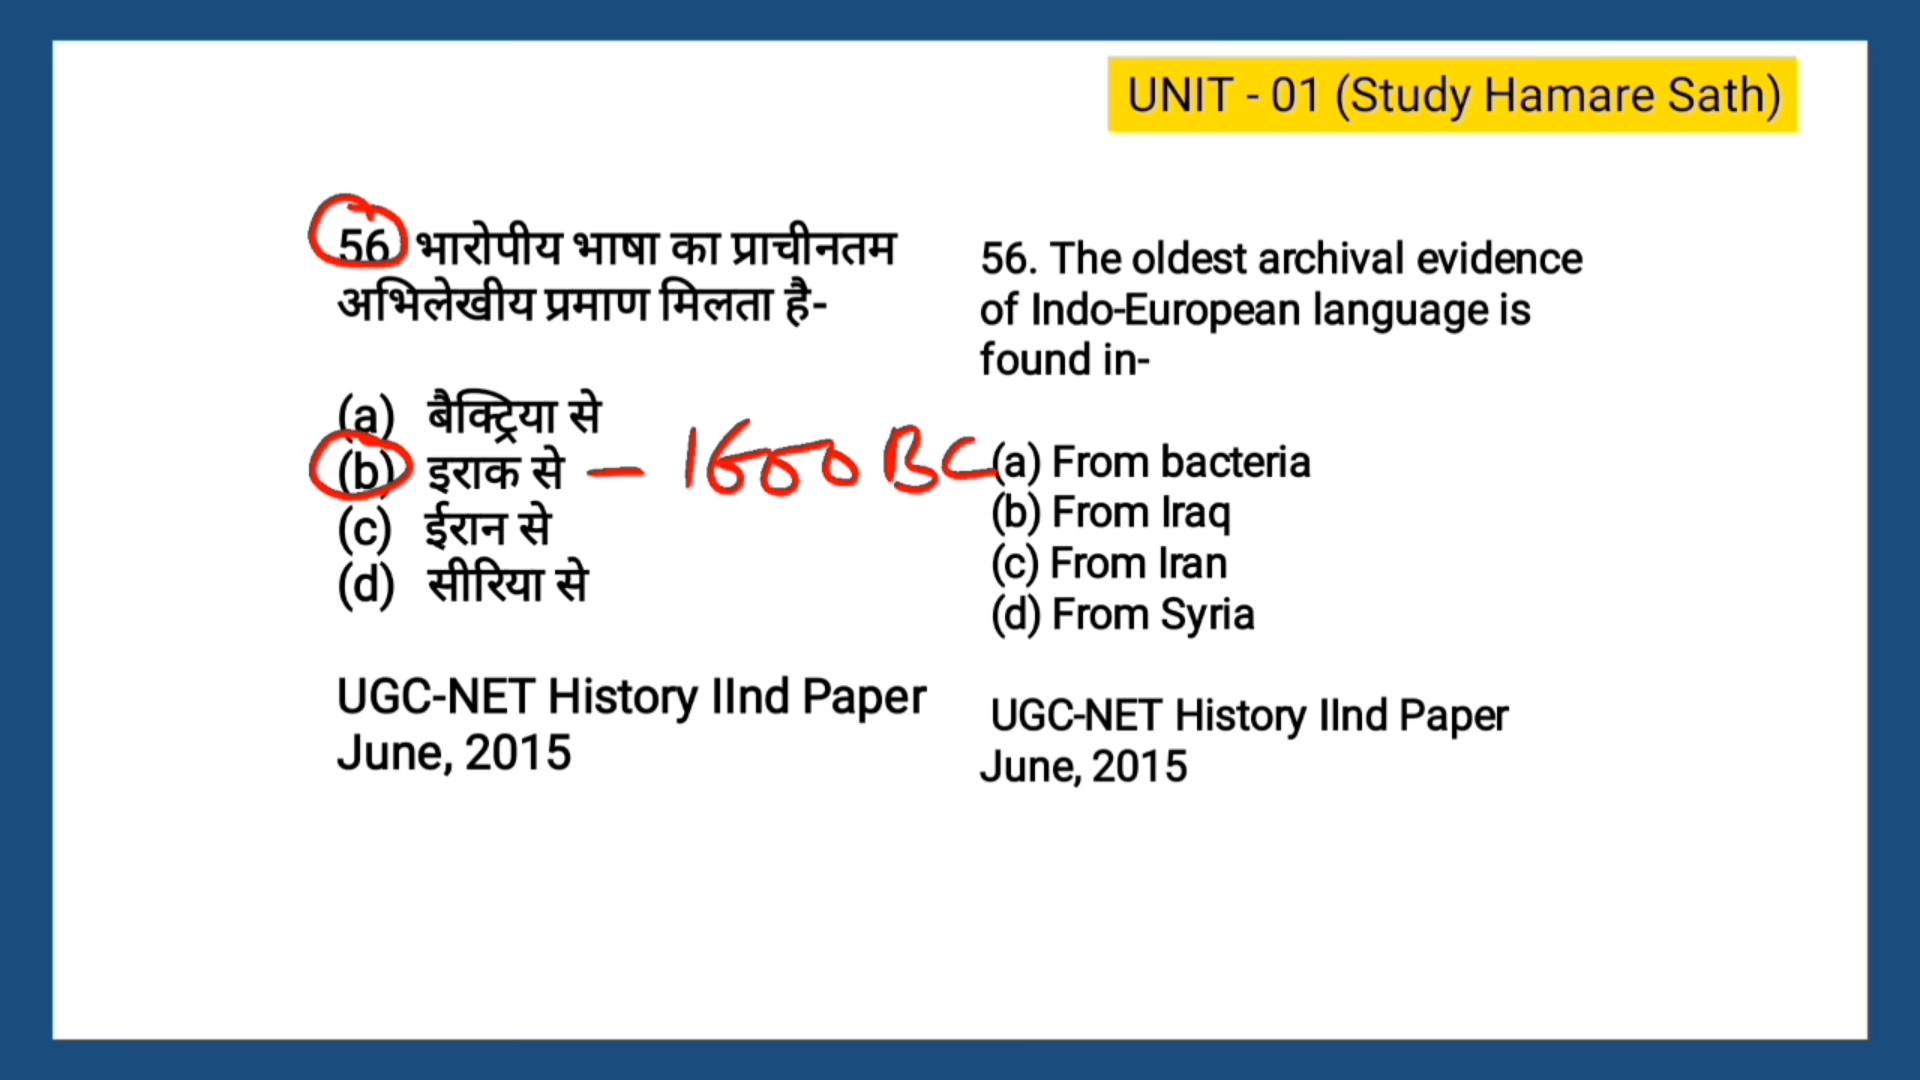 UNIT - 01 (Study Hamare Sath)
56 भारोपीय भाषा का प्राचीनतम
अभिलेखीय प्रमाण मिलता है-
(a) बैक्ट्रिया से
(b) इराक से – 1600 BC
(c) ईरान से
(d) सीरिया से
UGC-NET History IInd Paper
June, 2015
56. The oldest archival evidence
of Indo-European language is
found in-
(a) From bacteria
(b) From Iraq
(c) From Iran
(d) From Syria
UGC-NET History IInd Paper
June, 2015